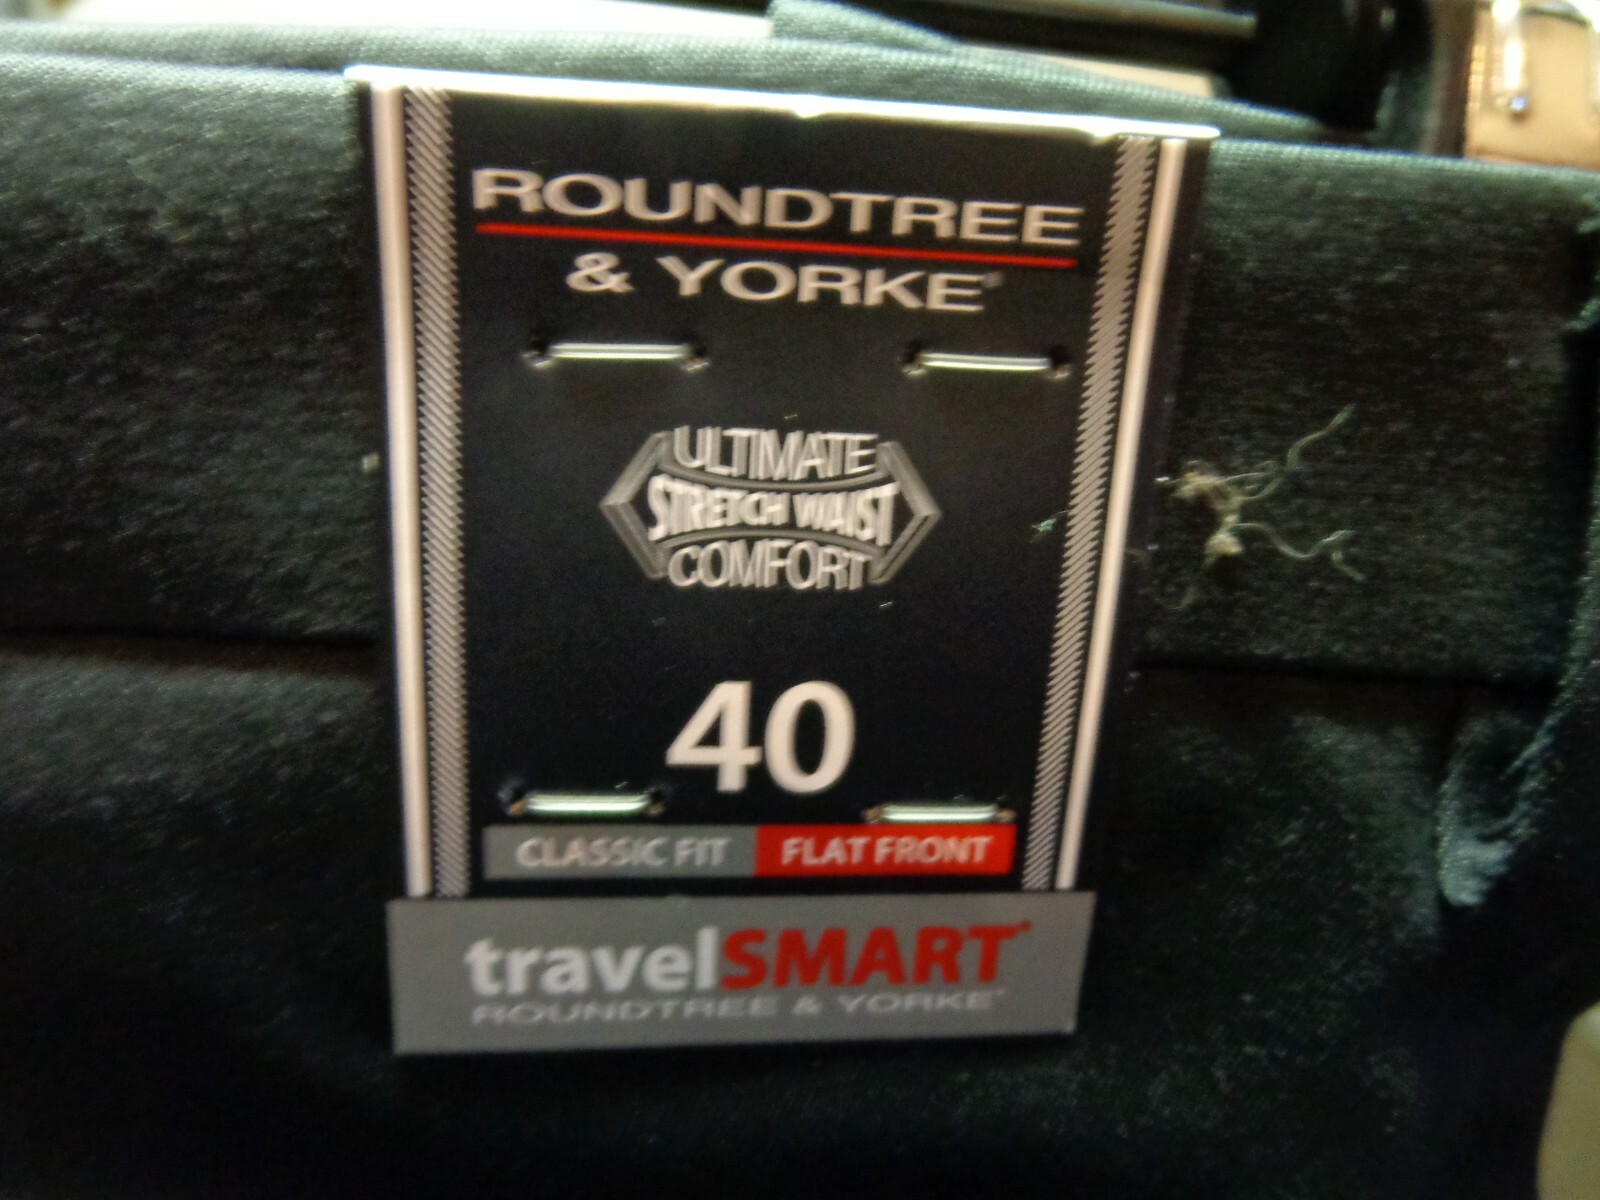 ROUNDTREE
& YORKE®
ULTIMATE
STRETCH WAIST
COMFORT
40
CLASSIC FIT FLAT FRONT
travelSMART®
ROUNDTREE & YORKE®